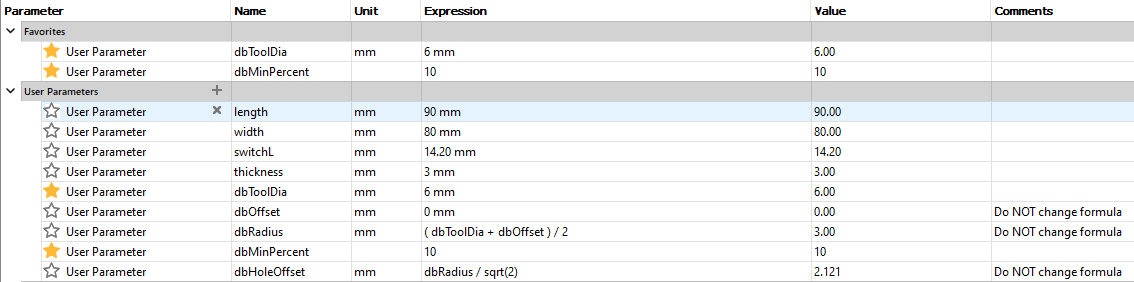 Parameter Name Unit Expression Value Comments
Favorites
User Parameter dbToolDia mm 6 mm 6.00
User Parameter dbMinPercent 10 10
User Parameters
User Parameter length mm 90 mm 90.00
User Parameter width mm 80 mm 80.00
User Parameter switchL mm 14.20 mm 14.20
User Parameter thickness mm 3 mm 3.00
User Parameter dbToolDia mm 6 mm 6.00
User Parameter dbOffset mm 0 mm 0.00 Do NOT change formula
User Parameter dbRadius mm ( dbToolDia + dbOffset ) / 2 3.00 Do NOT change formula
User Parameter dbMinPercent 10 10
User Parameter dbHoleOffset mm dbRadius / sqrt(2) 2.121 Do NOT change formula